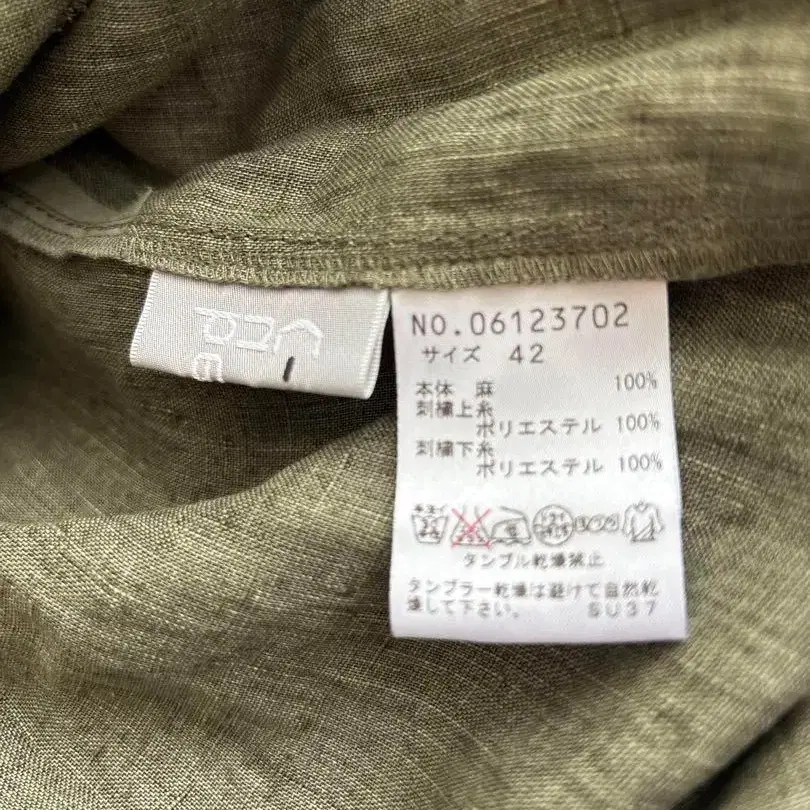 NO.06123702
サイズ 42
本体 麻 100%
刺繍上糸
ポリエステル 100%
刺繍下糸
ポリエステル 100%
タンブル乾燥禁止
タンブラー乾燥は避けて自然乾
燥して下さい。 SU37